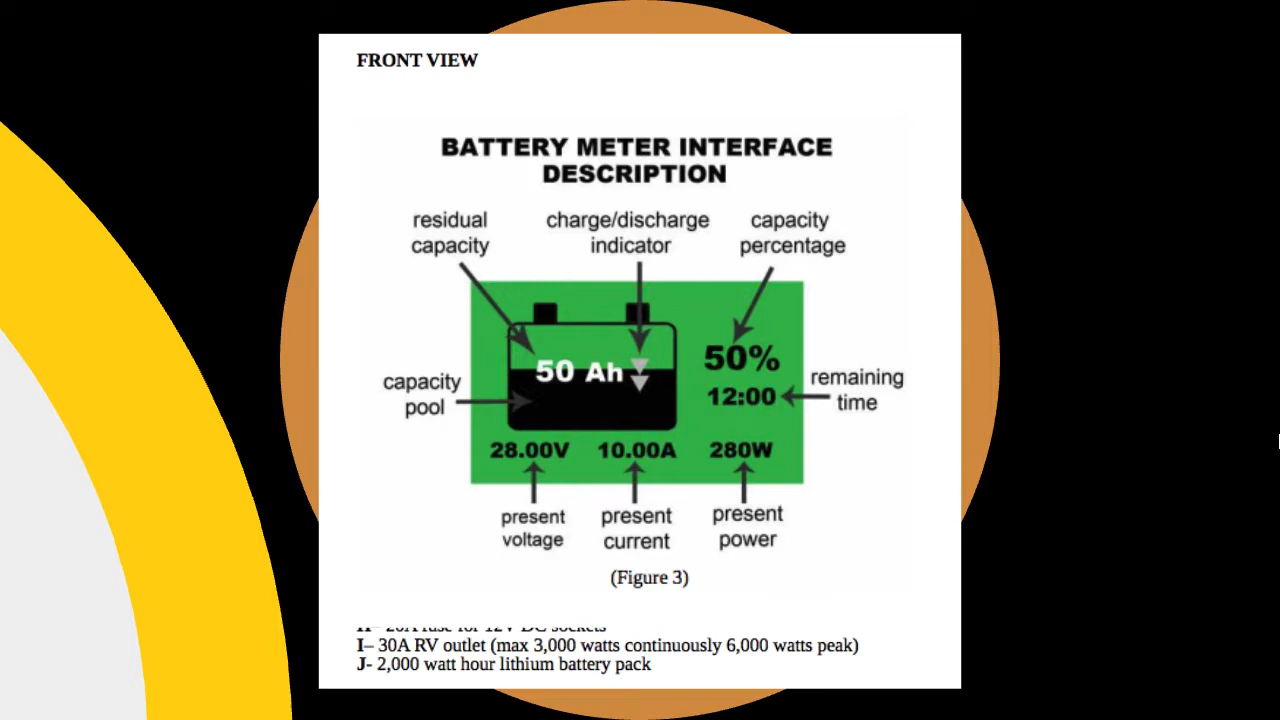 FRONT VIEW
BATTERY METER INTERFACE
DESCRIPTION
residual
capacity
charge/discharge
indicator
capacity
percentage
50 Ah
50%
12:00
capacity
pool
remaining
time
28.00V 10.00A 280W
present
voltage
present
current
present
power
(Figure 3)
I– 30A RV outlet (max 3,000 watts continuously 6,000 watts peak)
J- 2,000 watt hour lithium battery pack